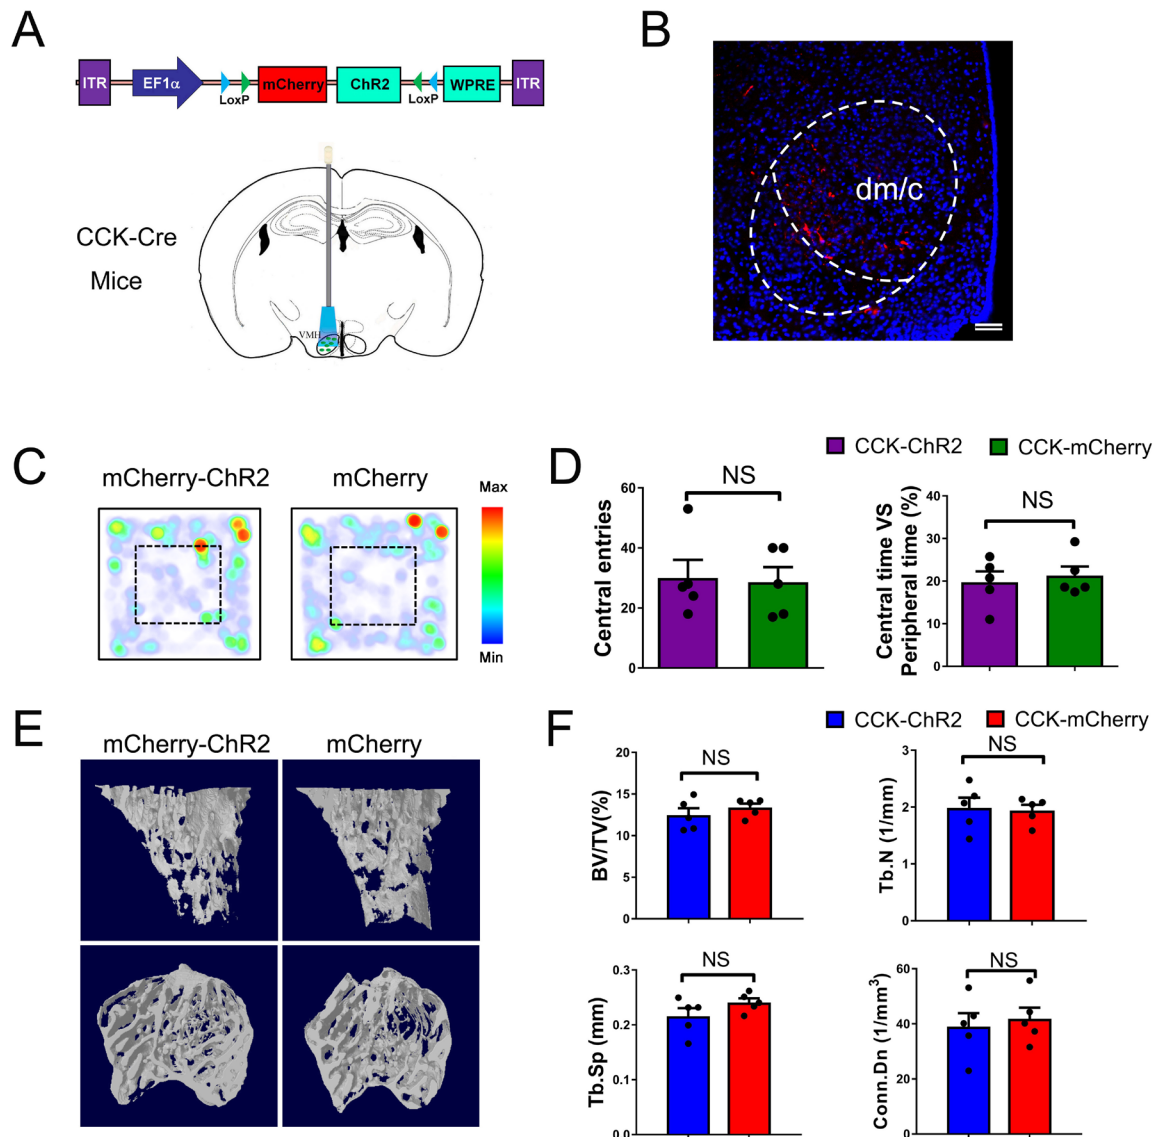 A
ITR
EF1α
LoxP
mCherry
ChR2
LoxP
WPRE
ITR
CCK-Cre
Mice
VMH
B
dm/c
C
mCherry-ChR2
mCherry
Max
Min
D
CCK-ChR2
CCK-mCherry
NS
Central entries
60
40
20
0
NS
Central time VS
Peripheral time (%)
40
30
20
10
0
E
mCherry-ChR2
mCherry
F
CCK-ChR2
CCK-mCherry
NS
BV/TV(%)
20
15
10
5
0
NS
Tb.N (1/mm)
3
2
1
0
NS
Tb.Sp (mm)
0.3
0.2
0.1
0.0
NS
Conn.Dn (1/mm³)
60
40
20
0